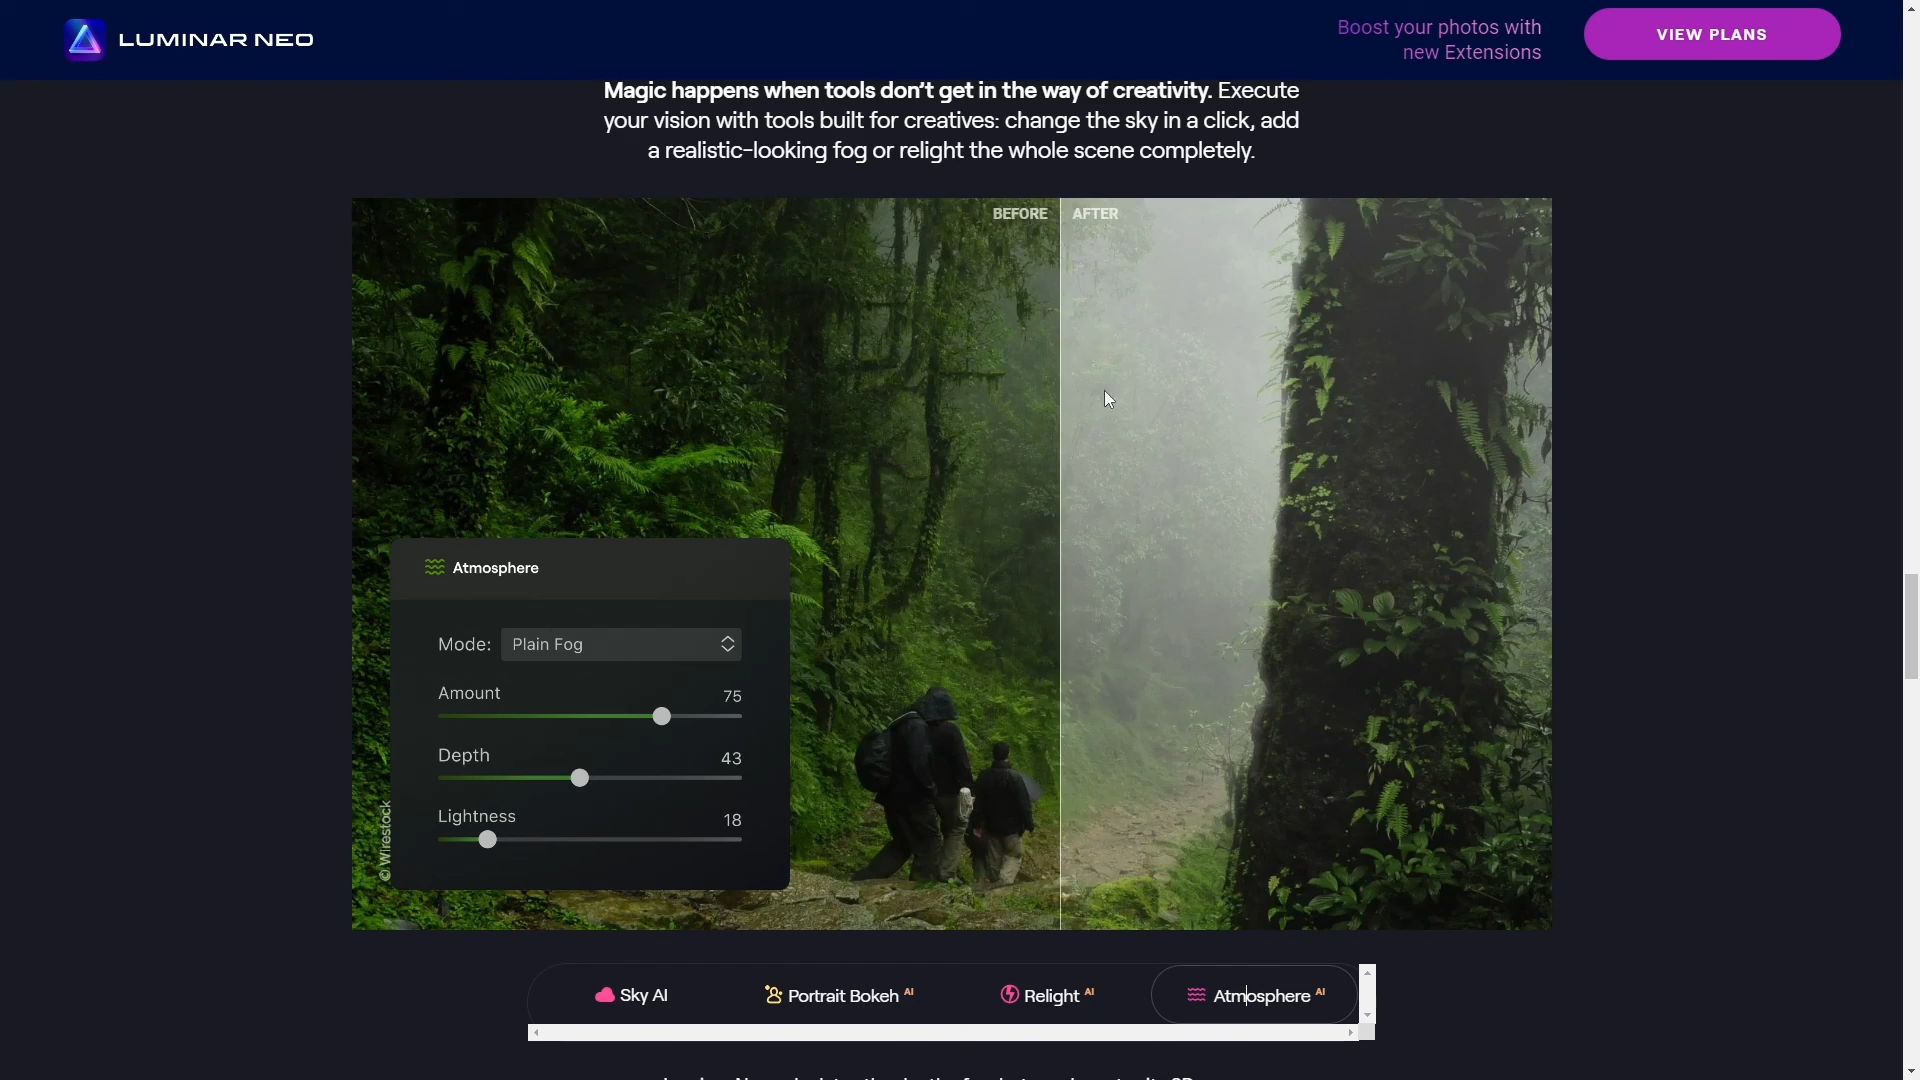 LUMINAR NEO
Boost your photos with
new Extensions
VIEW PLANS
Magic happens when tools don't get in the way of creativity. Execute
your vision with tools built for creatives: change the sky in a click, add
a realistic-looking fog or relight the whole scene completely.
BEFORE
AFTER
Atmosphere
Mode: Plain Fog
Amount 75
Depth 43
Lightness 18
© Wirestock
Sky AI
Portrait Bokeh AI
Relight AI
Atmosphere AI